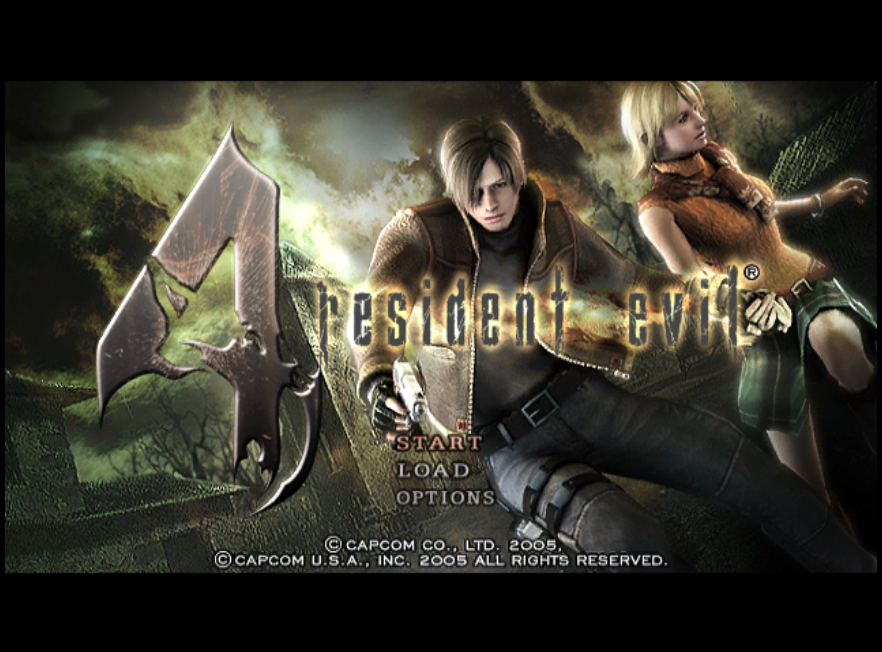 4
resident evil®
START
LOAD
OPTIONS
©CAPCOM CO., LTD. 2005,
©CAPCOM U.S.A., INC. 2005 ALL RIGHTS RESERVED.